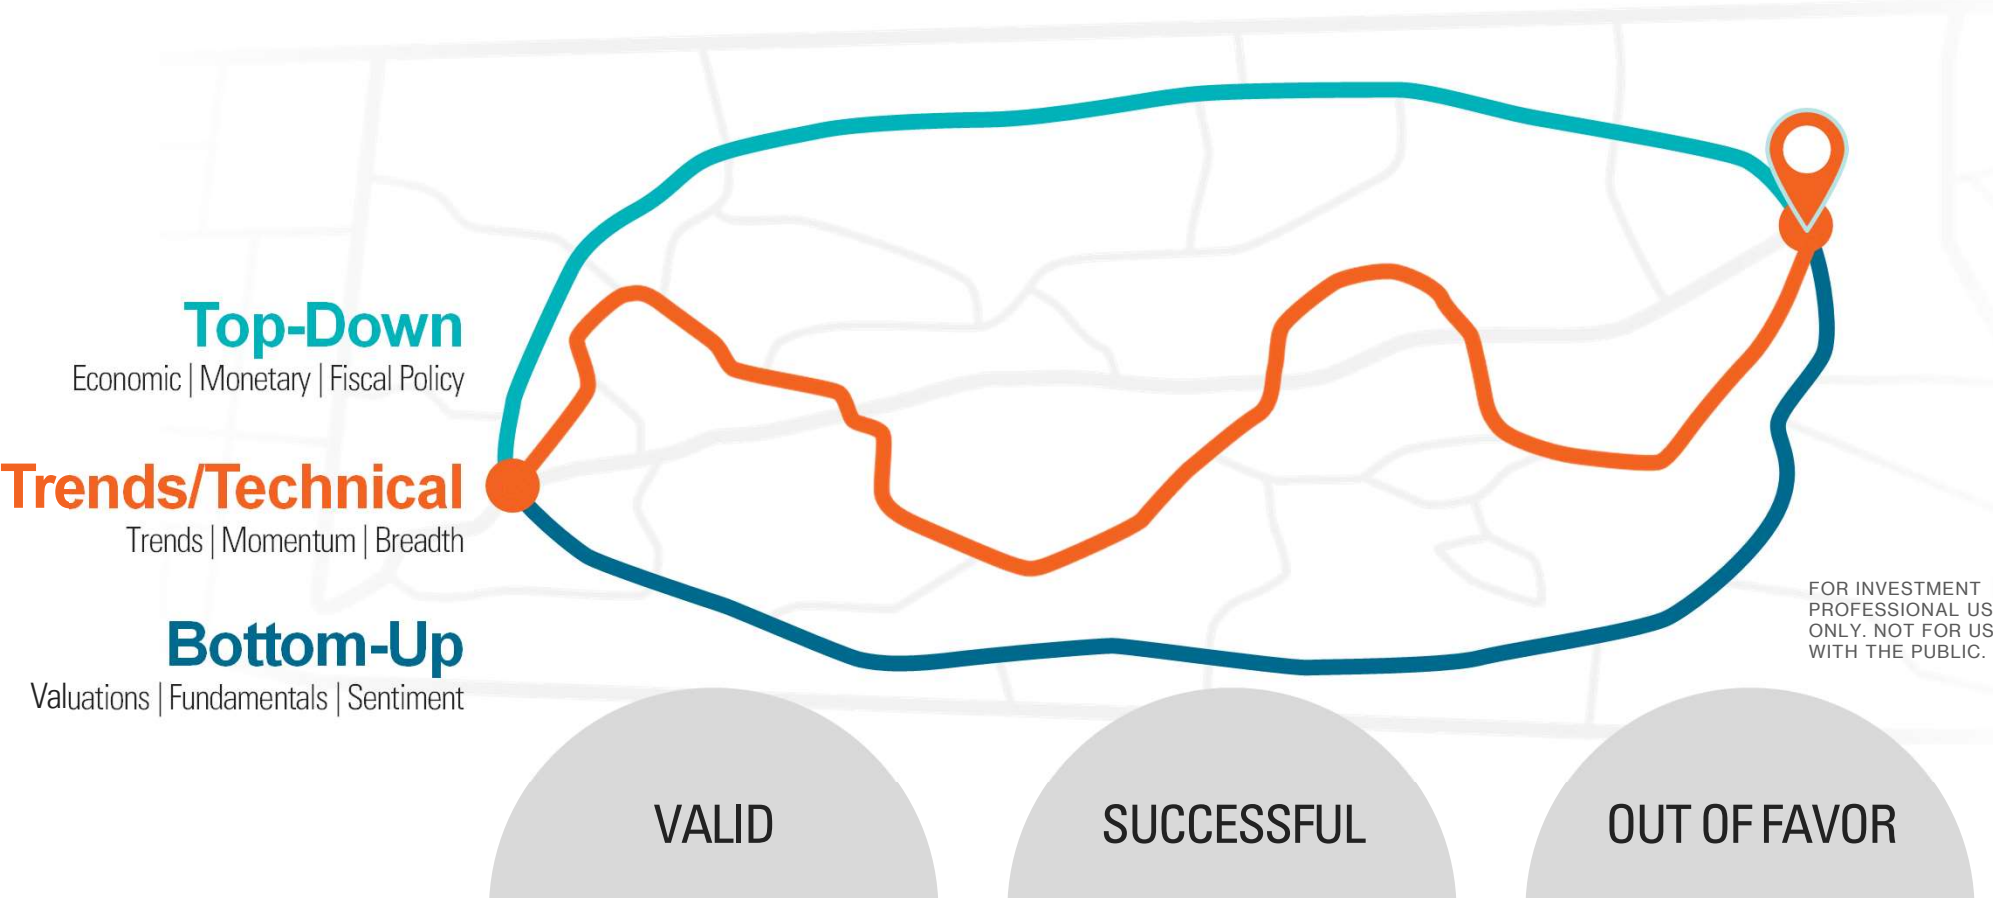 Top-Down
Economic | Monetary | Fiscal Policy
Trends/Technical
Trends | Momentum | Breadth
Bottom-Up
Valuations | Fundamentals | Sentiment
FOR INVESTMENT
PROFESSIONAL US
ONLY. NOT FOR US
WITH THE PUBLIC.
VALID
SUCCESSFUL
OUT OF FAVOR